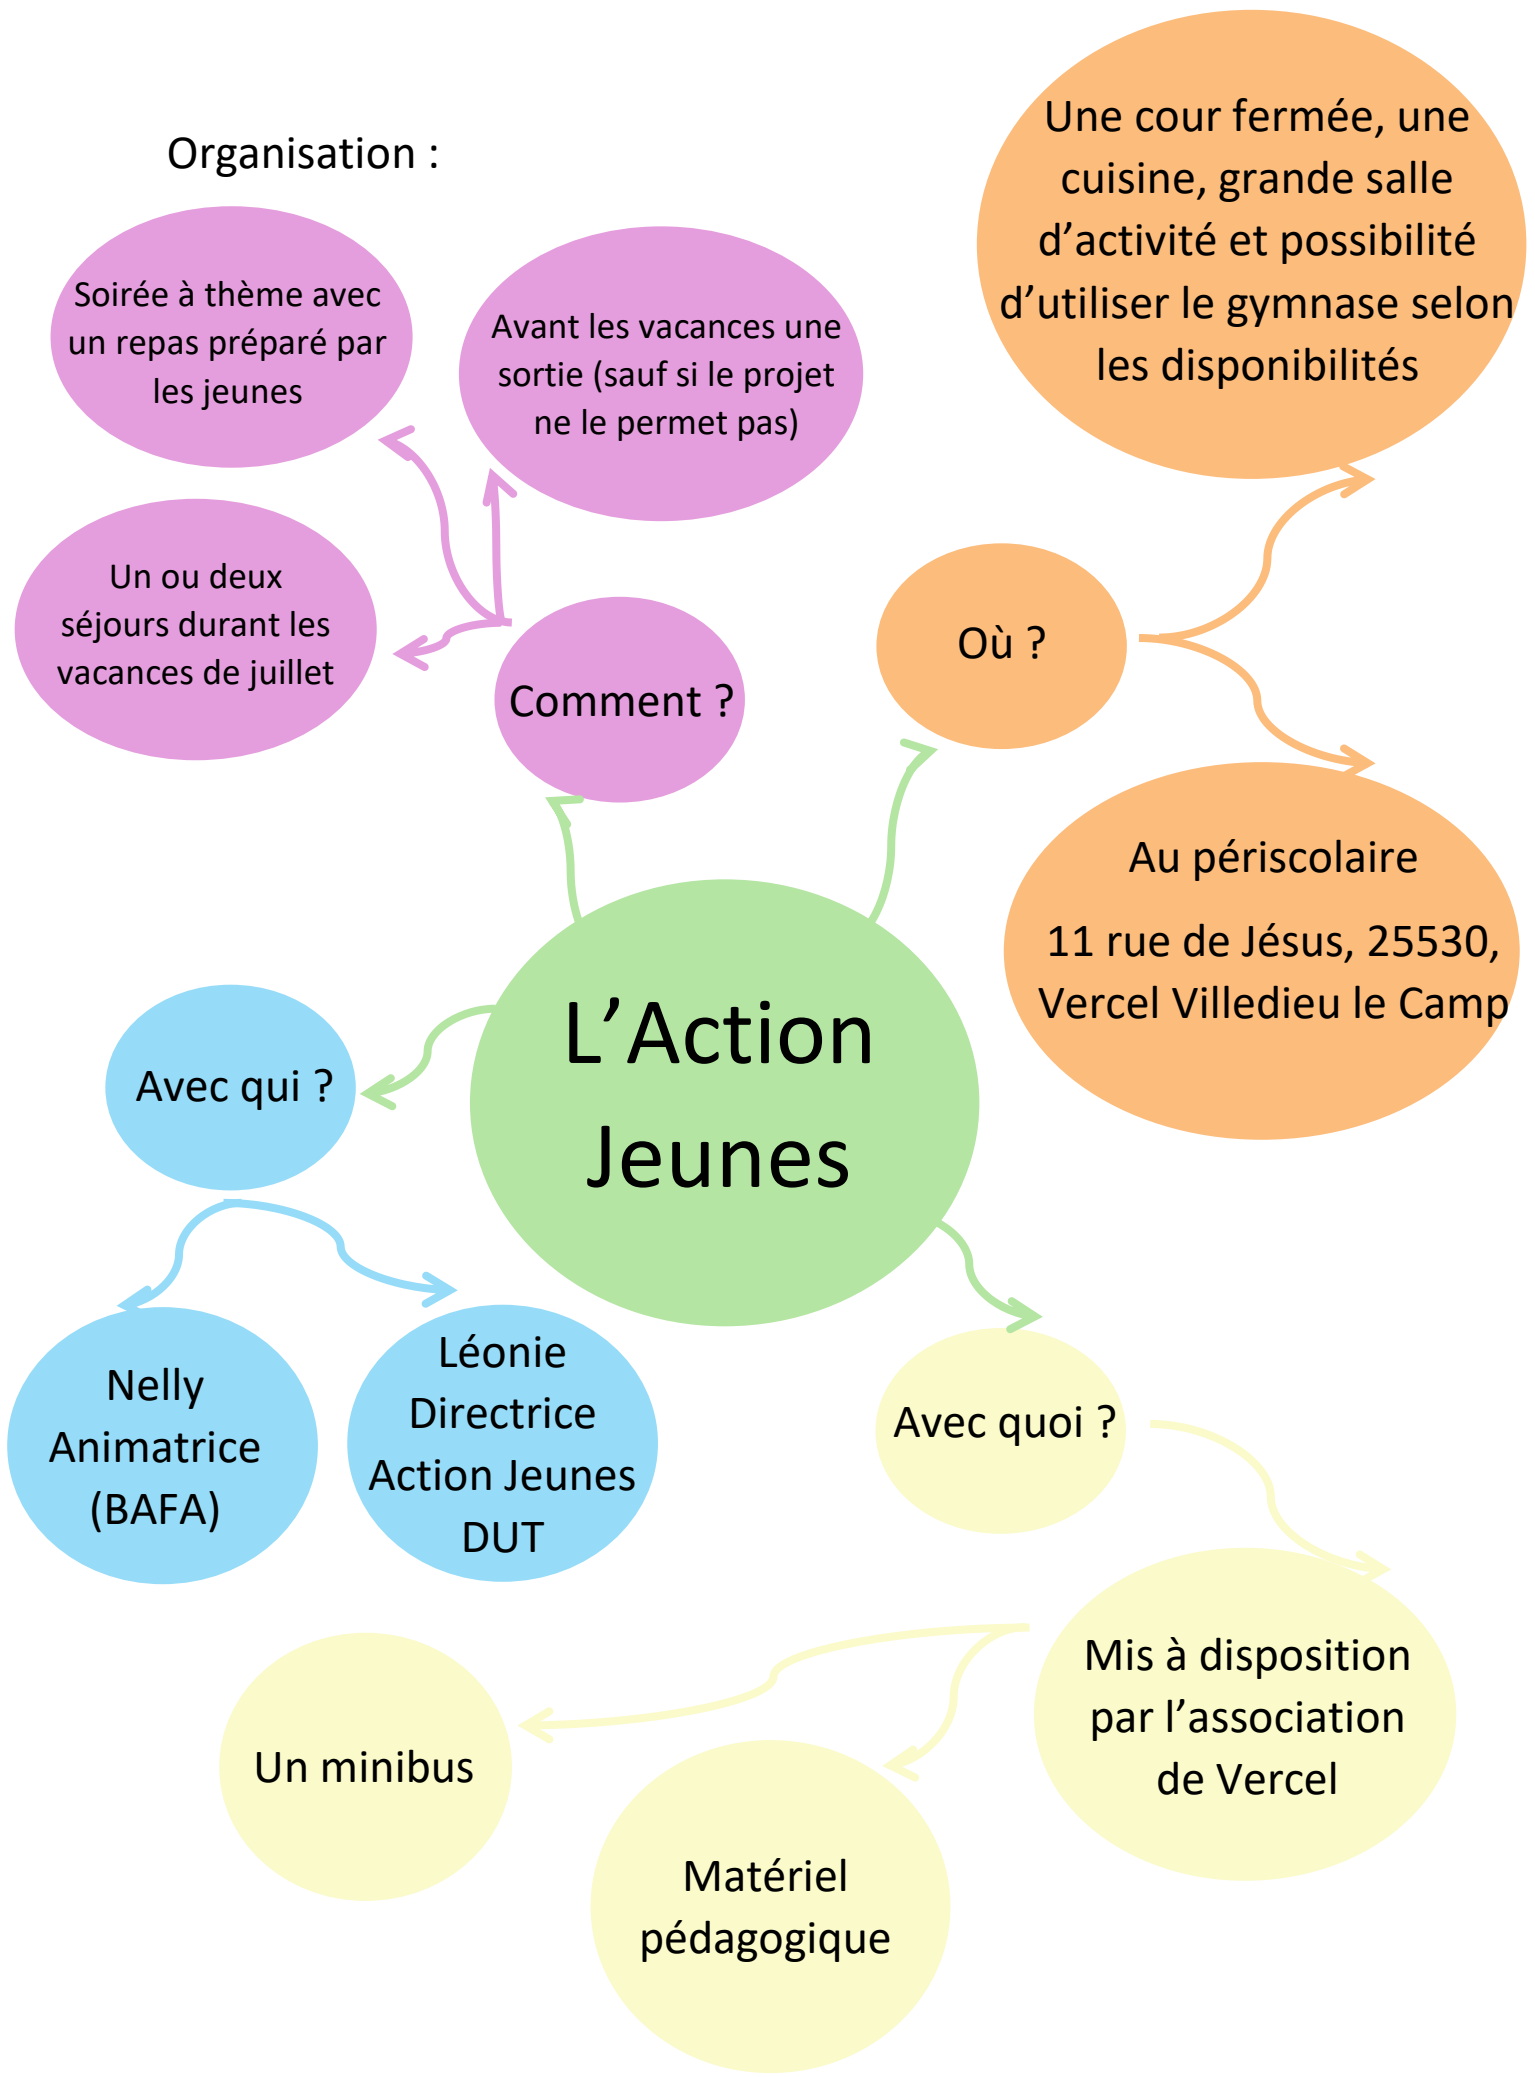 Organisation :
Soirée à thème avec
un repas préparé par
les jeunes
Avant les vacances une
sortie (sauf si le projet
ne le permet pas)
Un ou deux
séjours durant les
vacances de juillet
Comment ?
Une cour fermée, une
cuisine, grande salle
d’activité et possibilité
d’utiliser le gymnase selon
les disponibilités
Où ?
Au périscolaire
11 rue de Jésus, 25530,
Vercel Villedieu le Camp
L’Action
Jeunes
Avec qui ?
Nelly
Animatrice
(BAFA)
Léonie
Directrice
Action Jeunes
DUT
Avec quoi ?
Mis à disposition
par l’association
de Vercel
Un minibus
Matériel
pédagogique